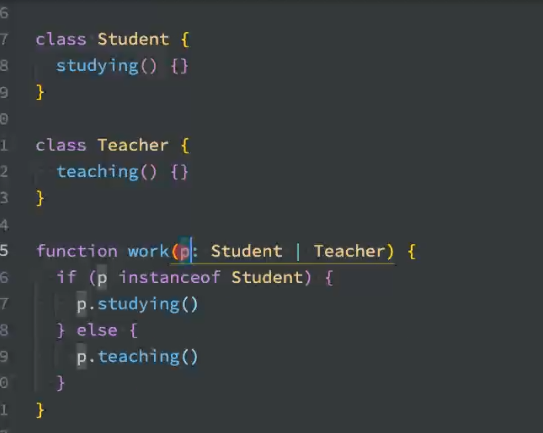 6
7 class Student {
8   studying() {}
9 }
0
1 class Teacher {
2   teaching() {}
3 }
4
5 function work(p: Student | Teacher) {
6   if (p instanceof Student) {
7     p.studying()
8   } else {
9     p.teaching()
0   }
1 }